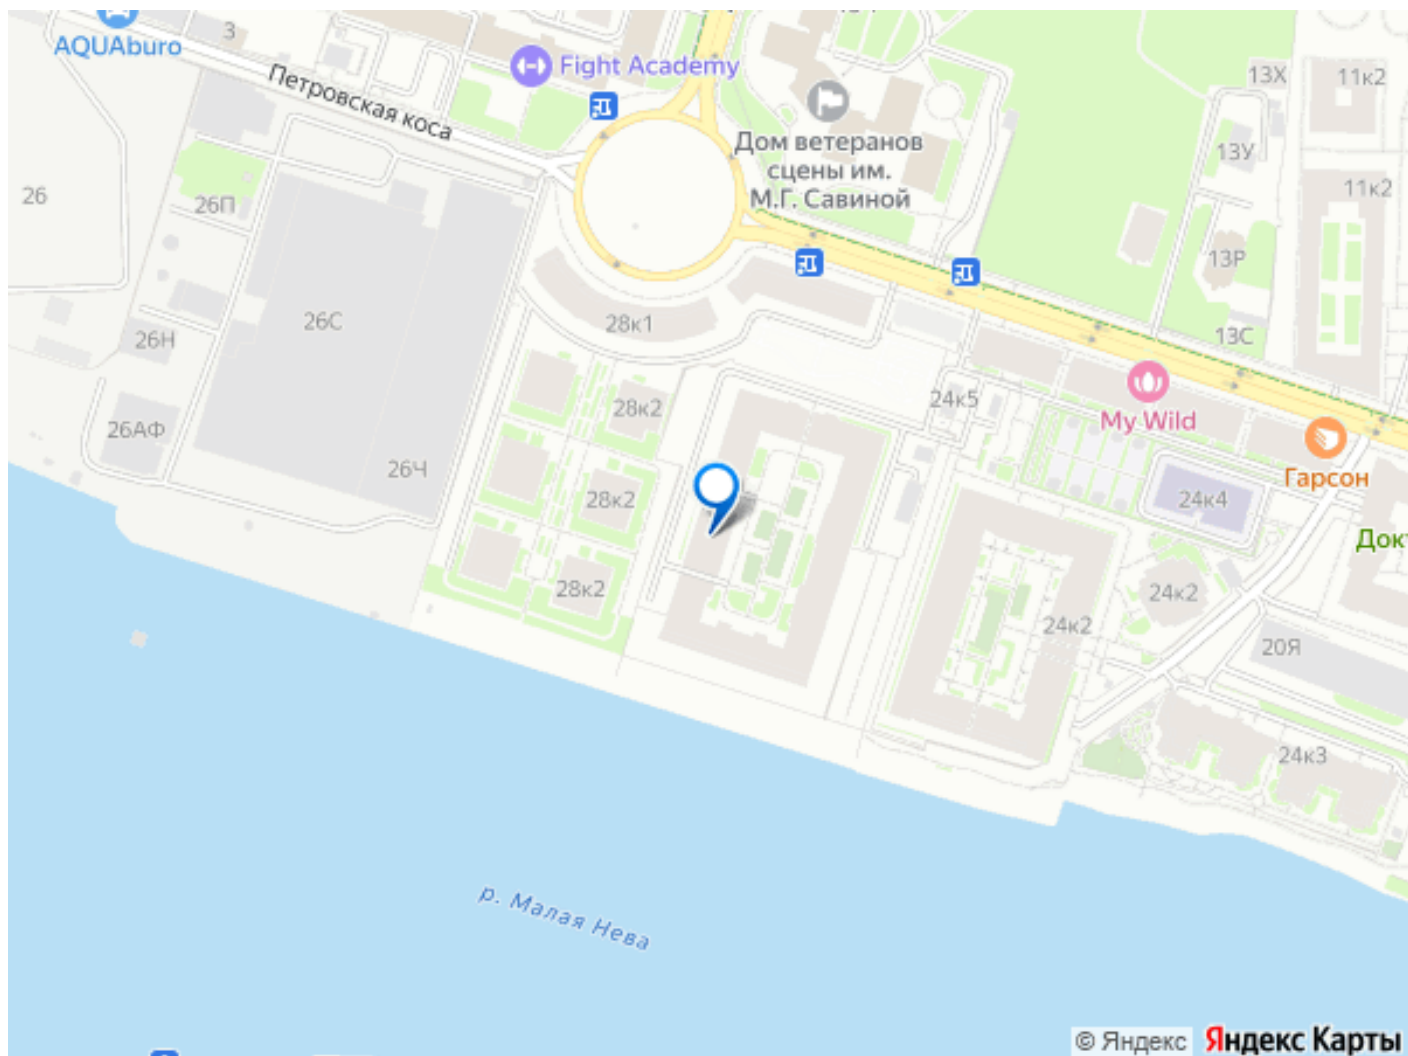 AQUAburo
3
Петровская коса
Fight Academy
Дом ветеранов
сцены им.
М.Г. Савиной
13Х
11к2
13У
11к2
13Р
13С
26
26П
26С
26Н
26АФ
26Ч
28к1
28к2
28к2
28к2
24к5
My Wild
Гарсон
24к4
24к2
24к2
20Я
24к3
р. Малая Нева
© Яндекс Яндекс Карты